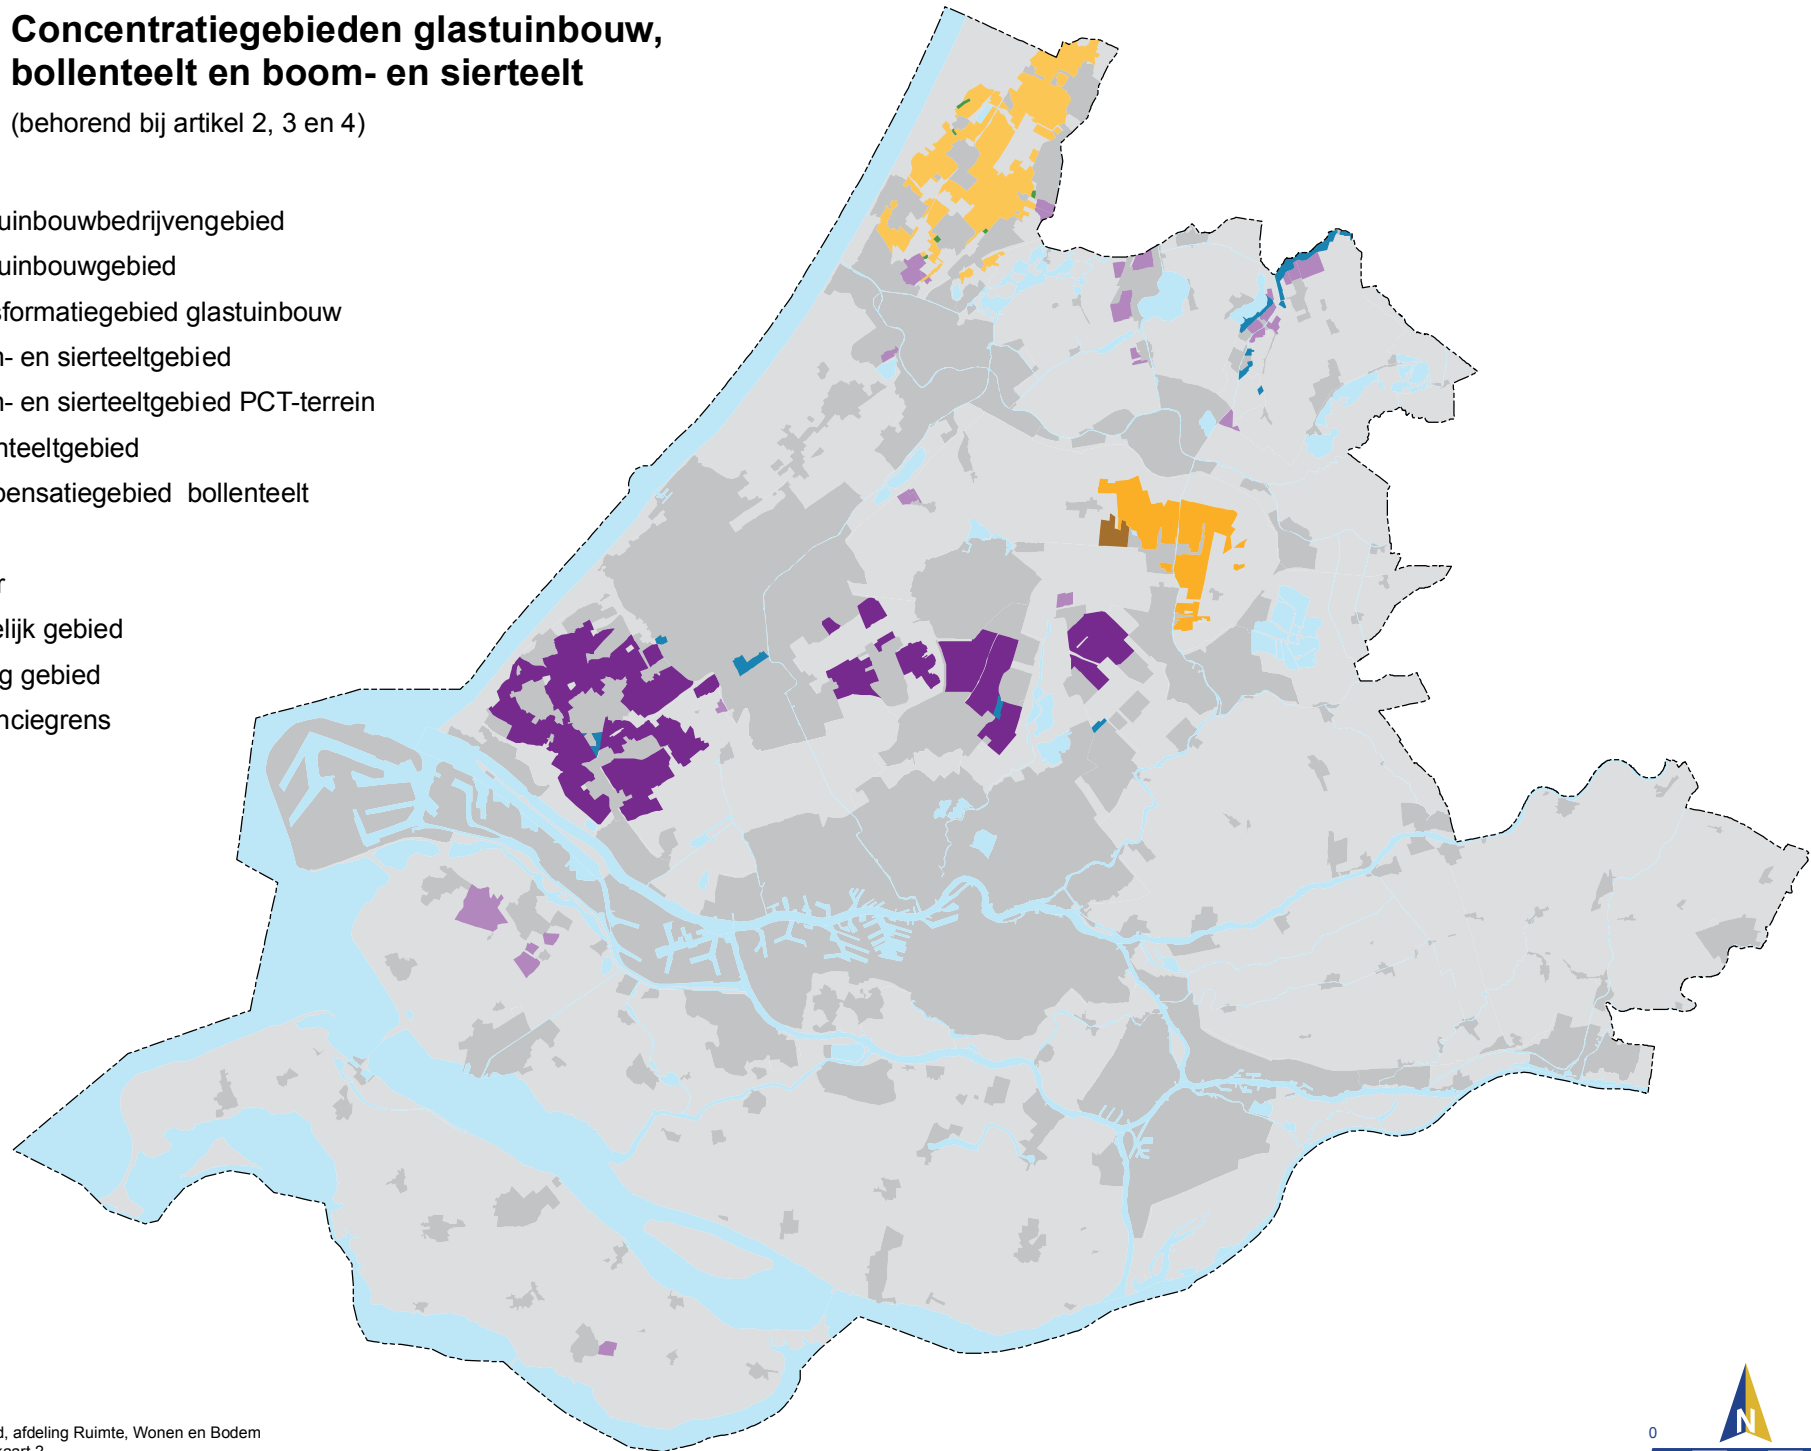 Concentratiegebieden glastuinbouw,
bollenteelt en boom- en sierteelt
(behorend bij artikel 2, 3 en 4)
uinbouwbedrijvengebied
uinbouwgebied
sformatiegebied glastuinbouw
- en sierteeltgebied
- en sierteeltgebied PCT-terrein
nteeltgebied
pensatiegebied bollenteelt
r
elijk gebied
g gebied
nciegrens
d, afdeling Ruimte, Wonen en Bodem
0
N